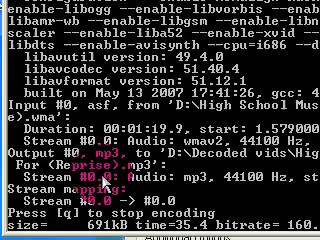 enable-libogg --enable-libvorbis --enab
libamr-wb --enable-libgsm --enable-libn
scaler --enable-liba52 --enable-xvid --
libdts --enable-avisynth --cpu=i686 --d
libavutil version: 49.4.0
libavcodec version: 51.40.4
libavformat version: 51.12.1
built on May 13 2007 17:41:26, gcc: 4
Input #0, asf, from 'D:\High School Mus
e).wma':
Duration: 00:01:19.9, start: 1.579000
Stream #0.0: Audio: wmav2, 44100 Hz,
Output #0, mp3, to 'D:\Decoded vids\Hig
For <Reprise).mp3':
Stream #0.0: Audio: mp3, 44100 Hz, st
Stream mapping:
Stream #0.0 -> #0.0
Press [q] to stop encoding
size= 691kB time=35.4 bitrate= 160.